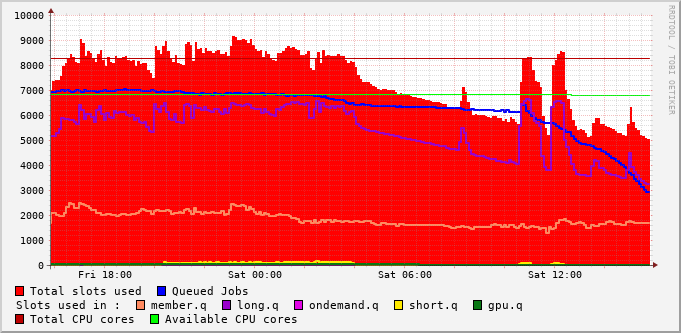 10000
9000
8000
7000
6000
5000
4000
3000
2000
1000
0
Fri 18:00 Sat 00:00 Sat 06:00 Sat 12:00
Total slots used Queued Jobs
Slots used in : member.q long.q ondemand.q short.q gpu.q
Total CPU cores Available CPU cores
RRDTOOL / TOBI OETIKER